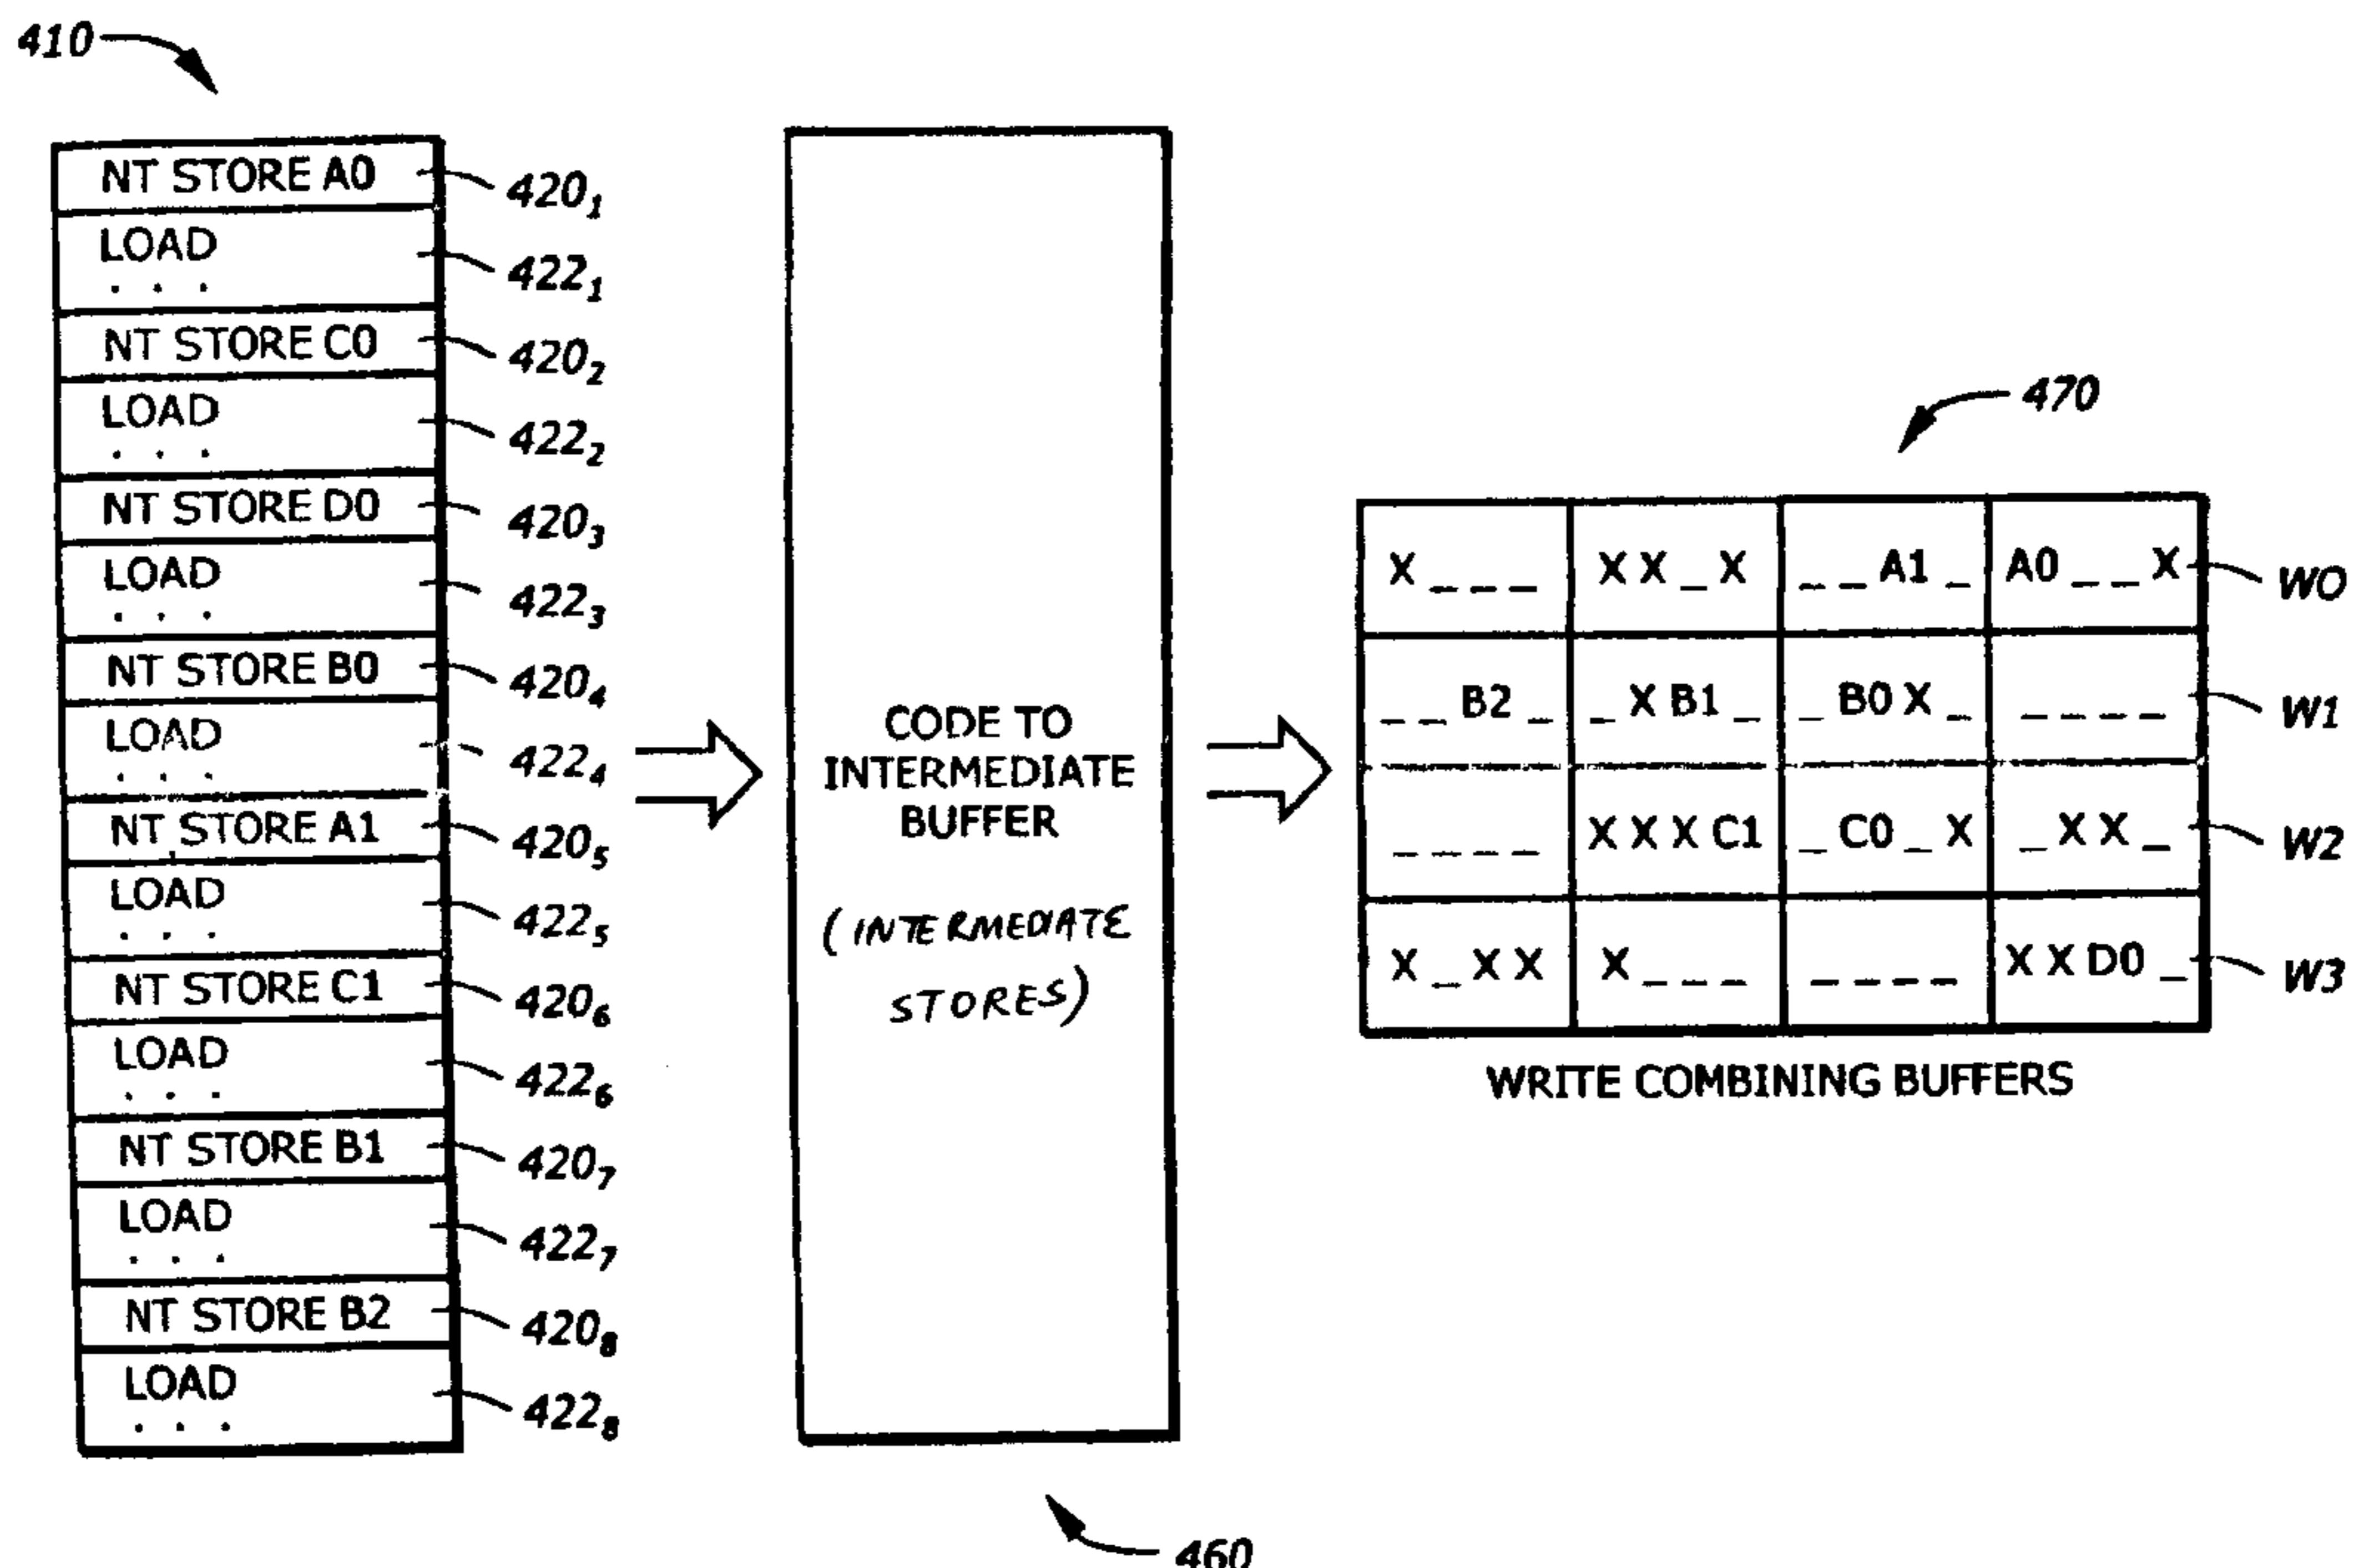 410
NT STORE A0
420₁
LOAD
. . .
422₁
NT STORE C0
420₂
LOAD
. . .
422₂
NT STORE D0
420₃
LOAD
. . .
422₃
NT STORE B0
420₄
LOAD
. . .
422₄
NT STORE A1
420₅
LOAD
. . .
422₅
NT STORE C1
420₆
LOAD
. . .
422₆
NT STORE B1
420₇
LOAD
. . .
422₇
NT STORE B2
420₈
LOAD
. . .
422₈
CODE TO
INTERMEDIATE
BUFFER
(INTERMEDIATE
STORES)
460
470
X _ _ _ X X _ X _ _ A1 _ A0 _ _ X W0
_ _ B2 _ _ X B1 _ _ B0 X _ _ _ _ _ W1
_ _ _ _ X X X C1 _ C0 _ X _ X X _ W2
X _ X X X _ _ _ _ _ _ _ X X D0 _ W3
WRITE COMBINING BUFFERS